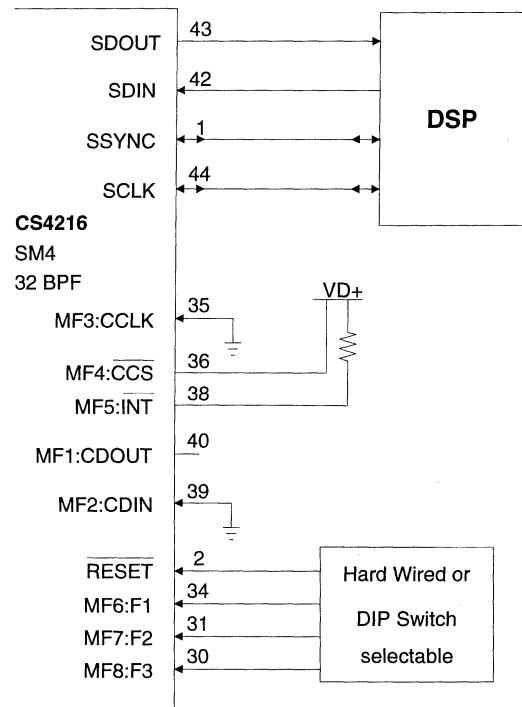 SDOUT 43
SDIN 42
SSYNC 1
SCLK 44
DSP
CS4216
SM4
32 BPF
VD+
MF3:CCLK 35
MF4:CCS 36
MF5:INT 38
MF1:CDOUT 40
MF2:CDIN 39
RESET 2
MF6:F1 34
MF7:F2 31
MF8:F3 30
Hard Wired or
DIP Switch
selectable